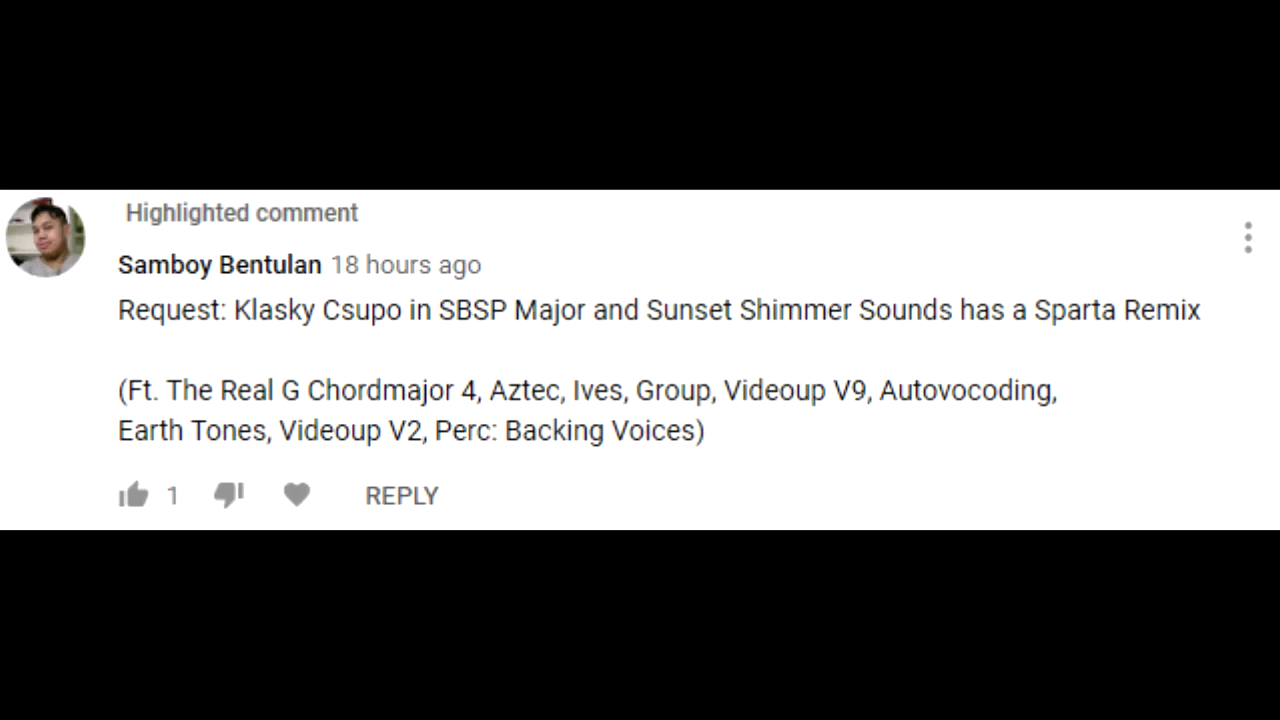 Highlighted comment
Samboy Bentulan 18 hours ago
Request: Klasky Csupo in SBSP Major and Sunset Shimmer Sounds has a Sparta Remix
(Ft. The Real G Chordmajor 4, Aztec, Ives, Group, Videoup V9, Autovocoding,
Earth Tones, Videoup V2, Perc: Backing Voices)
1 REPLY